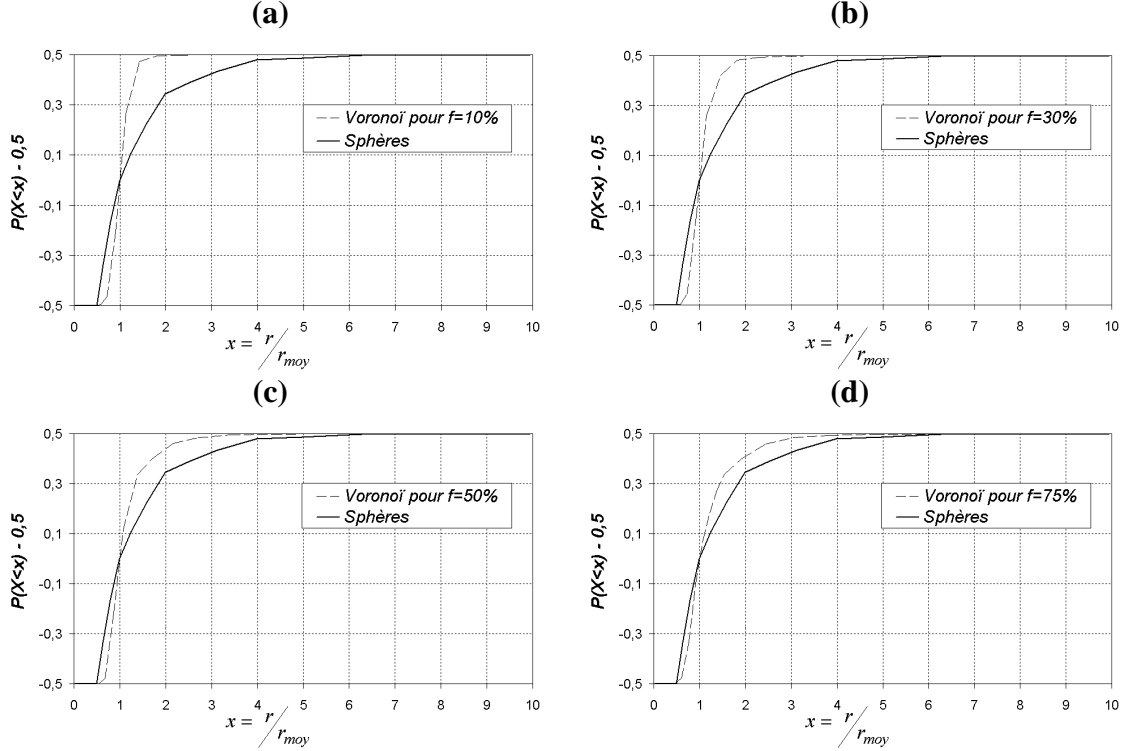 (a)
0,5
0,3
0,1
-0,1
-0,3
-0,5
P(X<x) - 0,5
Voronoï pour f=10%
Sphères
0 1 2 3 4 5 6 7 8 9 10
x = r/r_moy
(b)
0,5
0,3
0,1
-0,1
-0,3
-0,5
P(X<x) - 0,5
Voronoï pour f=30%
Sphères
0 1 2 3 4 5 6 7 8 9 10
x = r/r_moy
(c)
0,5
0,3
0,1
-0,1
-0,3
-0,5
P(X<x) - 0,5
Voronoï pour f=50%
Sphères
0 1 2 3 4 5 6 7 8 9 10
x = r/r_moy
(d)
0,5
0,3
0,1
-0,1
-0,3
-0,5
P(X<x) - 0,5
Voronoï pour f=75%
Sphères
0 1 2 3 4 5 6 7 8 9 10
x = r/r_moy